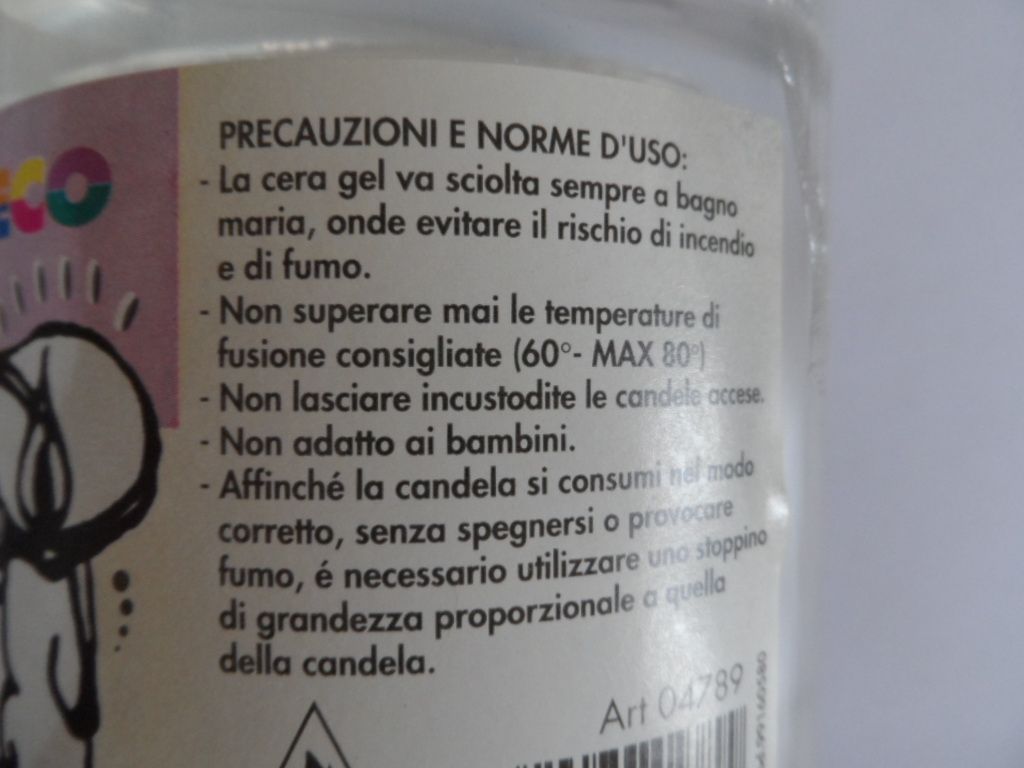 ECO
PRECAUZIONI E NORME D'USO:
- La cera gel va sciolta sempre a bagno
maria, onde evitare il rischio di incendio
e di fumo.
- Non superare mai le temperature di
fusione consigliate (60°- MAX 80°)
- Non lasciare incustodite le candele accese.
- Non adatto ai bambini.
- Affinché la candela si consumi nel modo
corretto, senza spegnersi o provocare
fumo, é necessario utilizzare uno stoppino
di grandezza proporzionale a quella
della candela.
Art 04789